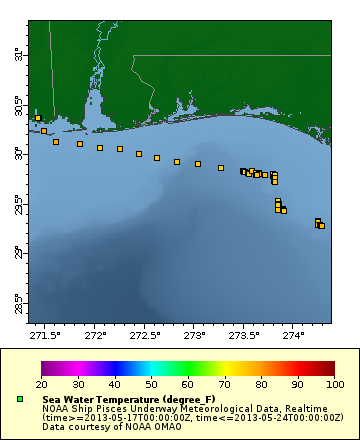 31°
30.5°
30°
29.5°
29°
28.5°
271.5° 272° 272.5° 273° 273.5° 274°
20 30 40 50 60 70 80 90 100
Sea Water Temperature (degree_F)
NOAA Ship Pisces Underway Meteorological Data, Realtime
(time>=2013-05-17T00:00:00Z, time<=2013-05-24T00:00:00Z)
Data courtesy of NOAA OMAO